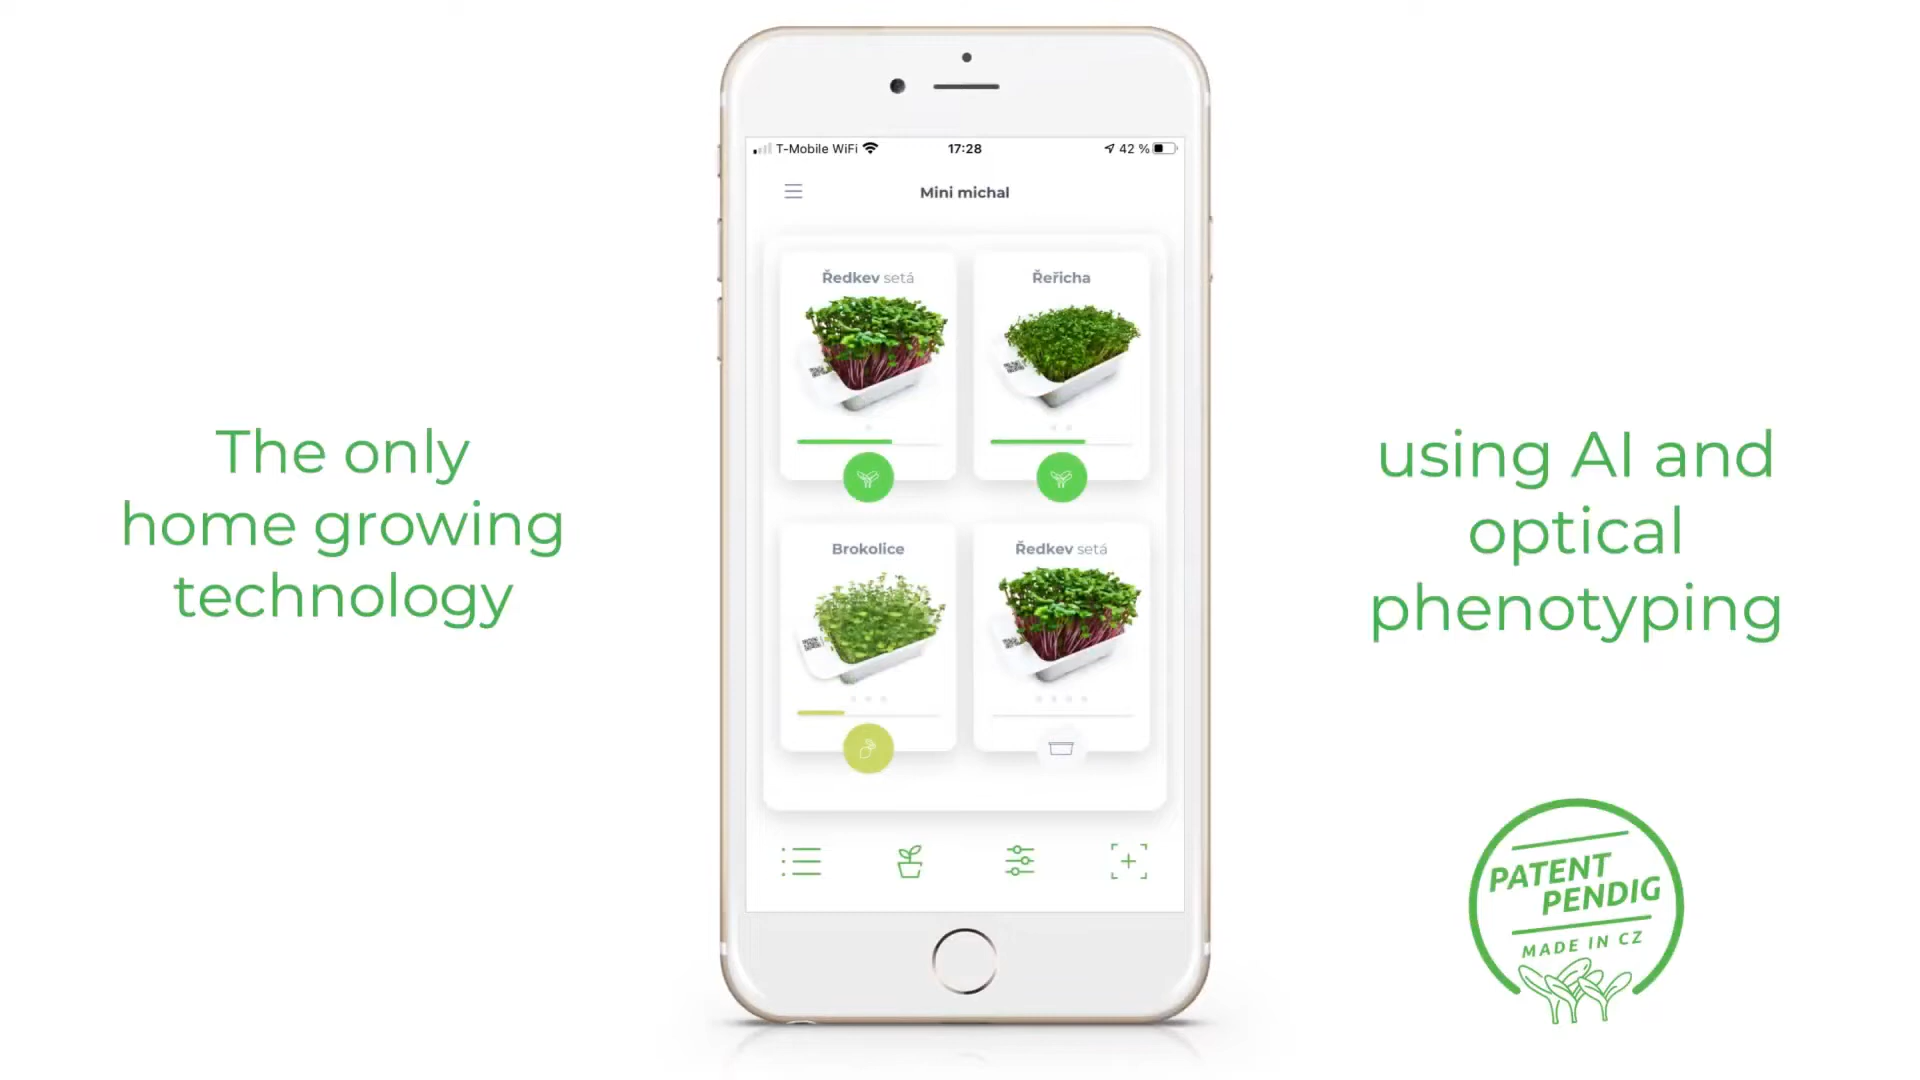 The only
home growing
technology
T-Mobile WiFi
17:28
42 %
Mini michal
Ředkev setá
Řeřicha
Brokolice
Ředkev setá
using AI and
optical
phenotyping
PATENT
PENDIG
MADE IN CZ